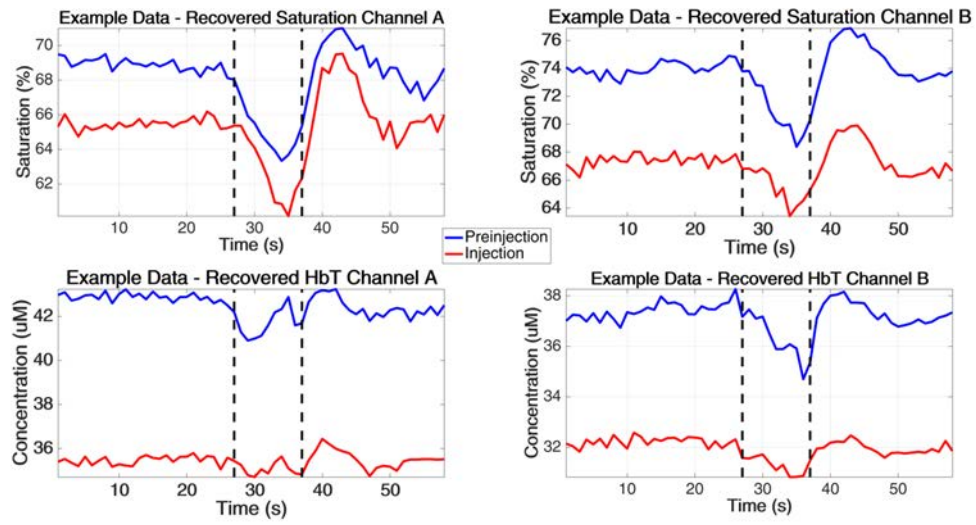 Example Data - Recovered Saturation Channel A
70
68
66
64
62
Saturation (%)
10 20 30 40 50
Time (s)
Example Data - Recovered Saturation Channel B
76
74
72
70
68
66
64
Saturation (%)
10 20 30 40 50
Time (s)
Preinjection
Injection
Example Data - Recovered HbT Channel A
42
40
38
36
Concentration (uM)
10 20 30 40 50
Time (s)
Example Data - Recovered HbT Channel B
38
36
34
32
Concentration (uM)
10 20 30 40 50
Time (s)